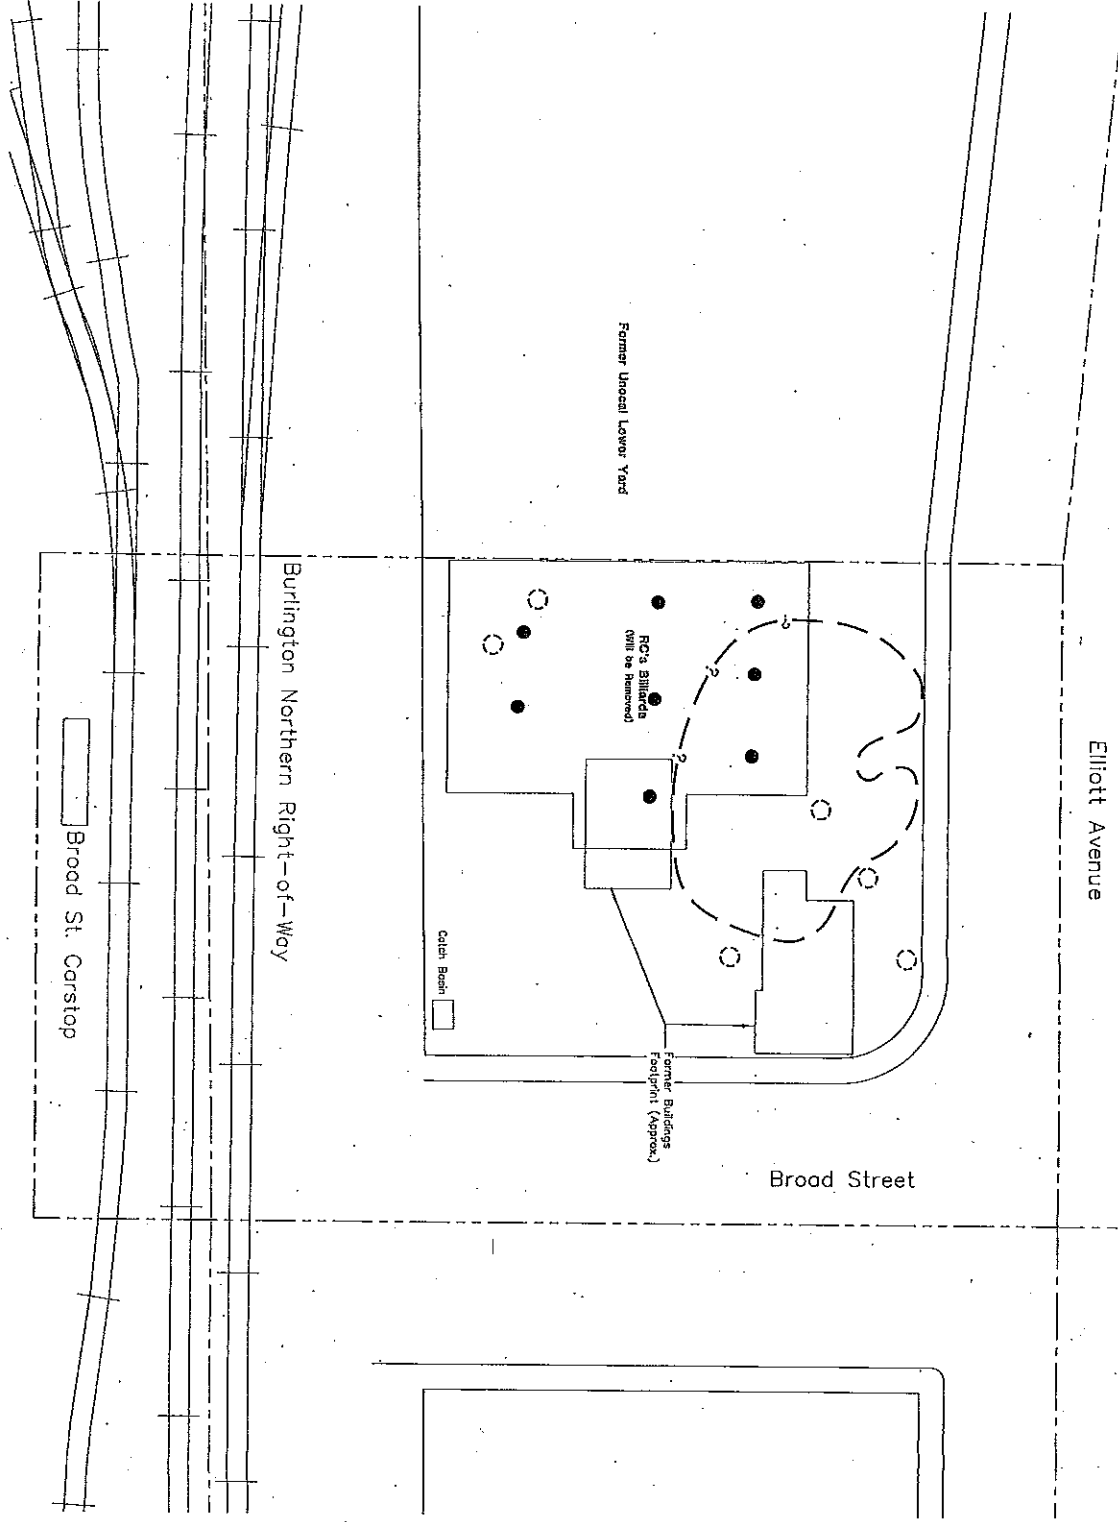 Elliott Avenue
Former Unocal Lower Yard
-?
?
RC's Billiards
(Will be Removed)
?
Burlington Northern Right-of-Way
Broad St. Carstop
Catch Basin
Former Buildings
Footprint (Approx.)
Broad Street